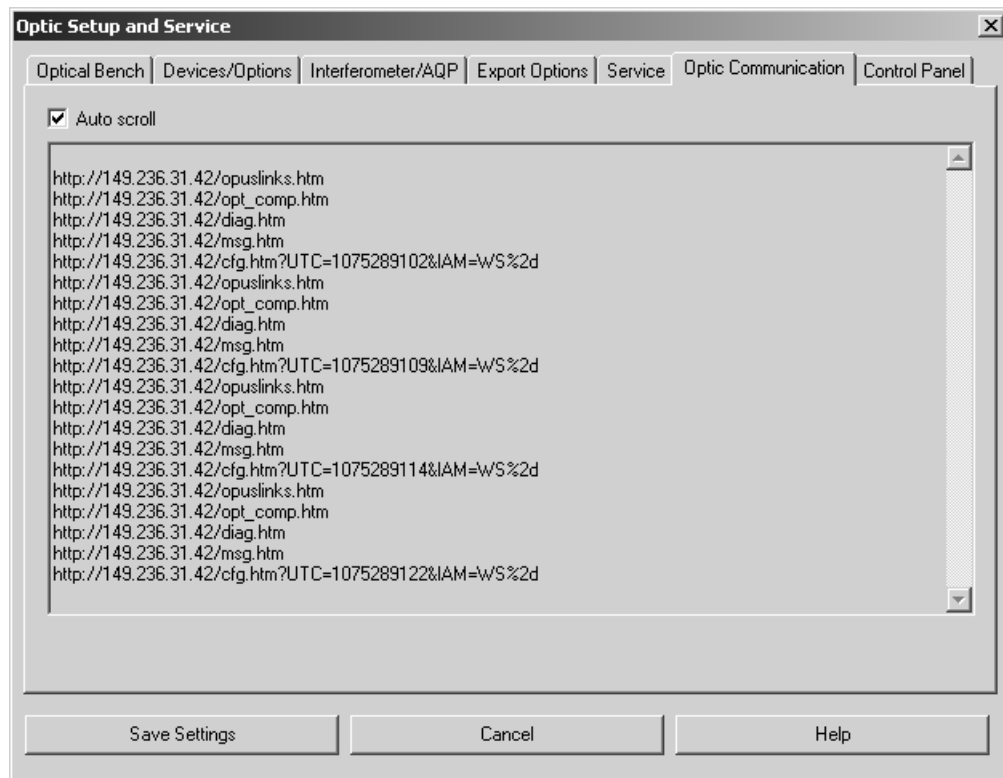 Optic Setup and Service
Optical Bench Devices/Options Interferometer/AQP Export Options Service Optic Communication Control Panel
Auto scroll
http://149.236.31.42/opuslinks.htm
http://149.236.31.42/opt_comp.htm
http://149.236.31.42/diag.htm
http://149.236.31.42/msg.htm
http://149.236.31.42/cfg.htm?UTC=1075289102&IAM=WS%2d
http://149.236.31.42/opuslinks.htm
http://149.236.31.42/opt_comp.htm
http://149.236.31.42/diag.htm
http://149.236.31.42/msg.htm
http://149.236.31.42/cfg.htm?UTC=1075289109&IAM=WS%2d
http://149.236.31.42/opuslinks.htm
http://149.236.31.42/opt_comp.htm
http://149.236.31.42/diag.htm
http://149.236.31.42/msg.htm
http://149.236.31.42/cfg.htm?UTC=1075289114&IAM=WS%2d
http://149.236.31.42/opuslinks.htm
http://149.236.31.42/opt_comp.htm
http://149.236.31.42/diag.htm
http://149.236.31.42/msg.htm
http://149.236.31.42/cfg.htm?UTC=1075289122&IAM=WS%2d
Save Settings Cancel Help